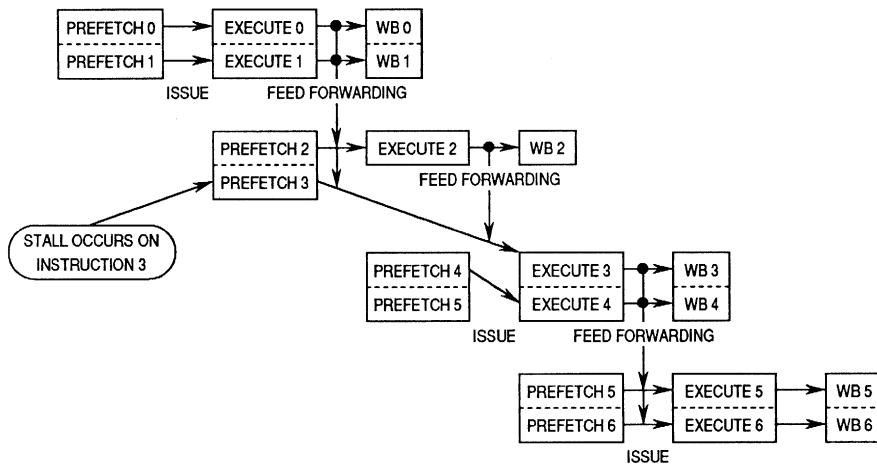 PREFETCH 0 EXECUTE 0 WB 0
PREFETCH 1 EXECUTE 1 WB 1
ISSUE FEED FORWARDING
PREFETCH 2 EXECUTE 2 WB 2
PREFETCH 3 FEED FORWARDING
STALL OCCURS ON
INSTRUCTION 3
PREFETCH 4 EXECUTE 3 WB 3
PREFETCH 5 EXECUTE 4 WB 4
ISSUE FEED FORWARDING
PREFETCH 5 EXECUTE 5 WB 5
PREFETCH 6 EXECUTE 6 WB 6
ISSUE